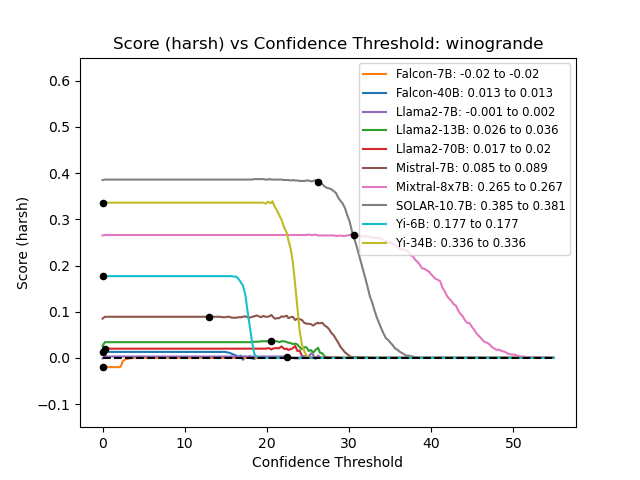 Score (harsh) vs Confidence Threshold: winogrande
Score (harsh)
0.6
0.5
0.4
0.3
0.2
0.1
0.0
−0.1
Falcon-7B: -0.02 to -0.02
Falcon-40B: 0.013 to 0.013
Llama2-7B: -0.001 to 0.002
Llama2-13B: 0.026 to 0.036
Llama2-70B: 0.017 to 0.02
Mistral-7B: 0.085 to 0.089
Mixtral-8x7B: 0.265 to 0.267
SOLAR-10.7B: 0.385 to 0.381
Yi-6B: 0.177 to 0.177
Yi-34B: 0.336 to 0.336
0 10 20 30 40 50
Confidence Threshold